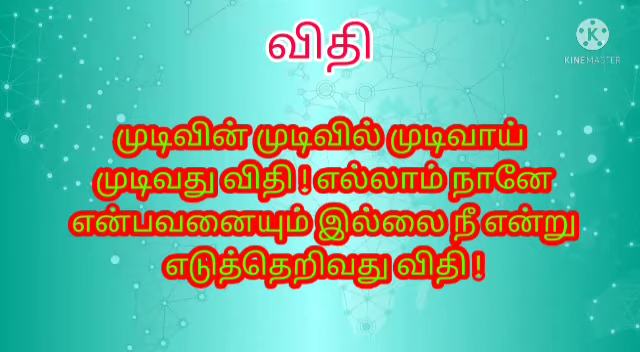 விதி
KINEMASTER
முடிவின் முடிவில் முடிவாய்
முடிவது விதி ! எல்லாம் நானே
என்பவனையும் இல்லை நீ என்று
எடுத்தெறிவது விதி !